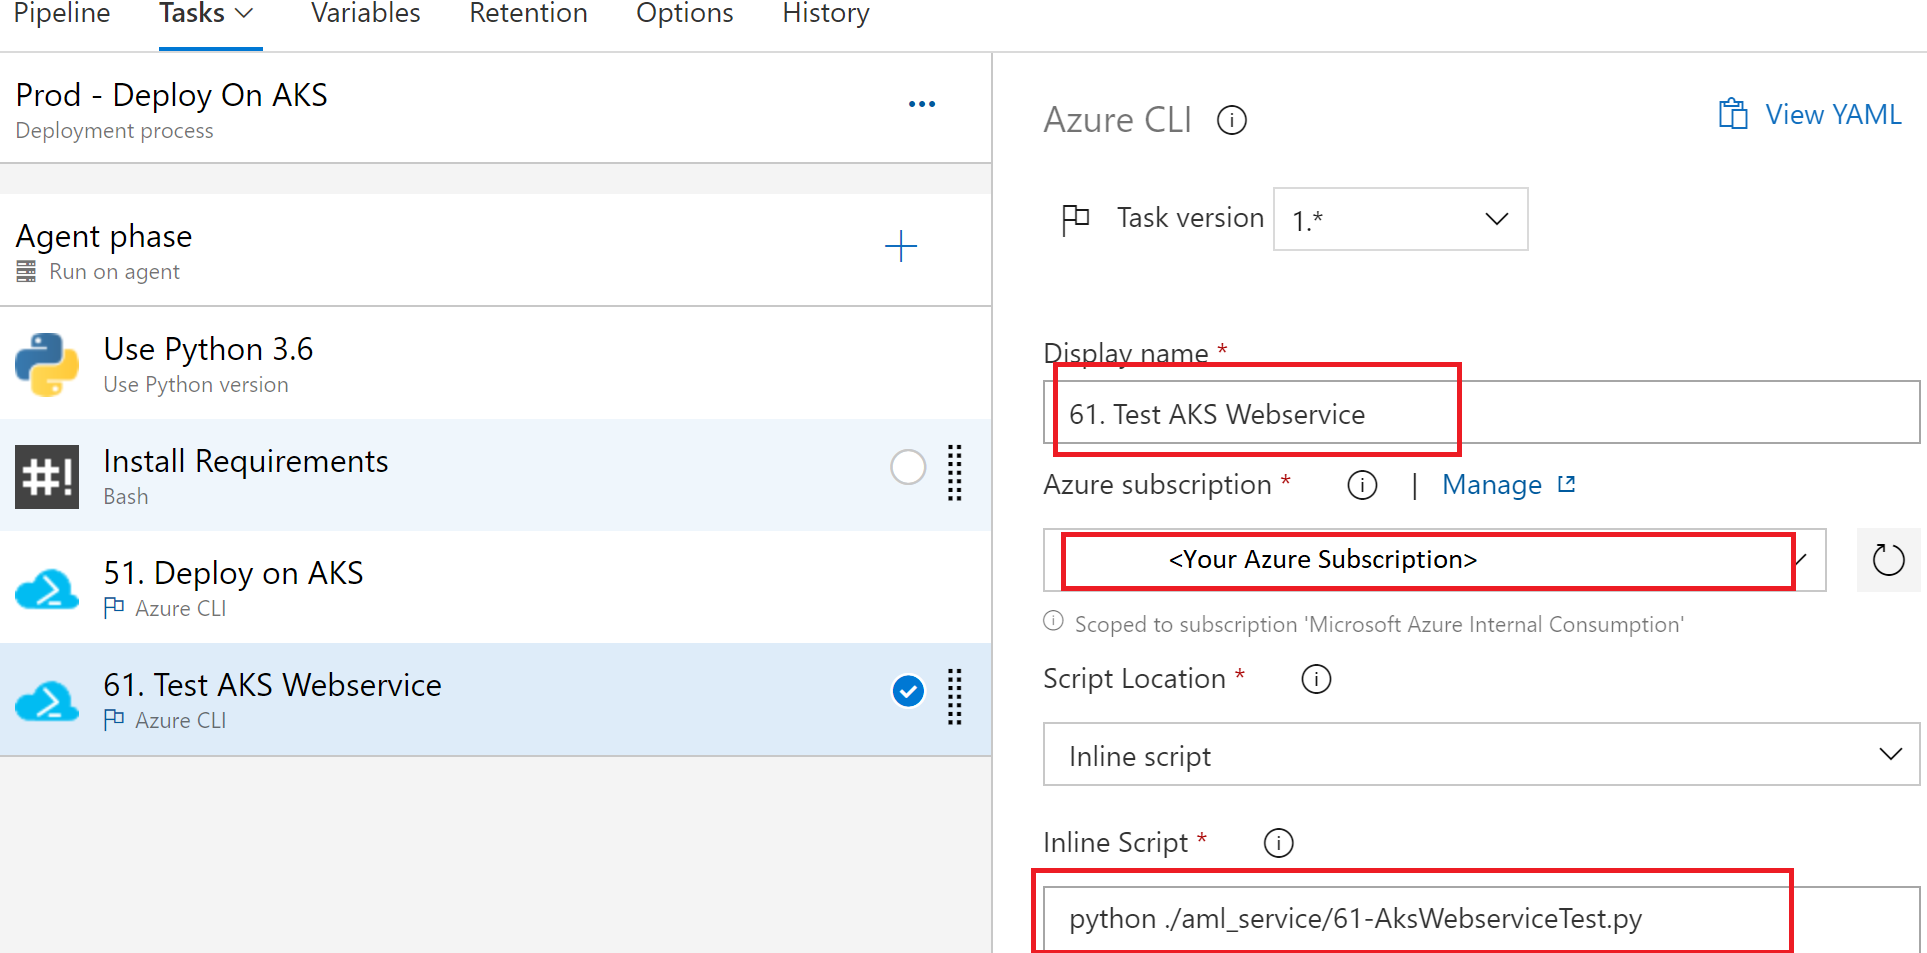 Pipeline Tasks Variables Retention Options History
Prod - Deploy On AKS
Deployment process
Agent phase
Run on agent
Use Python 3.6
Use Python version
#! Install Requirements
Bash
51. Deploy on AKS
Azure CLI
61. Test AKS Webservice
Azure CLI
Azure CLI
View YAML
Task version 1.*
Display name *
61. Test AKS Webservice
Azure subscription * | Manage
<Your Azure Subscription>
Scoped to subscription 'Microsoft Azure Internal Consumption'
Script Location *
Inline script
Inline Script *
python ./aml_service/61-AksWebserviceTest.py